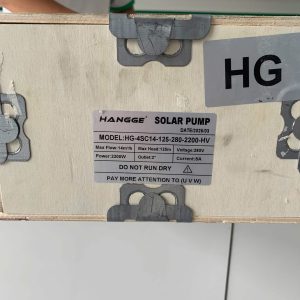 HG
HANGGE SOLAR PUMP
DATE/2026/03
MODEL:HG-4SC14-125-280-2200-HV
Max Flow:14m³/h Max Head:125m Voltage:280V
Power:2200W Outlet:2" Current:8A
DO NOT RUN DRY
PAY MORE ATTENTION TO (U V W)